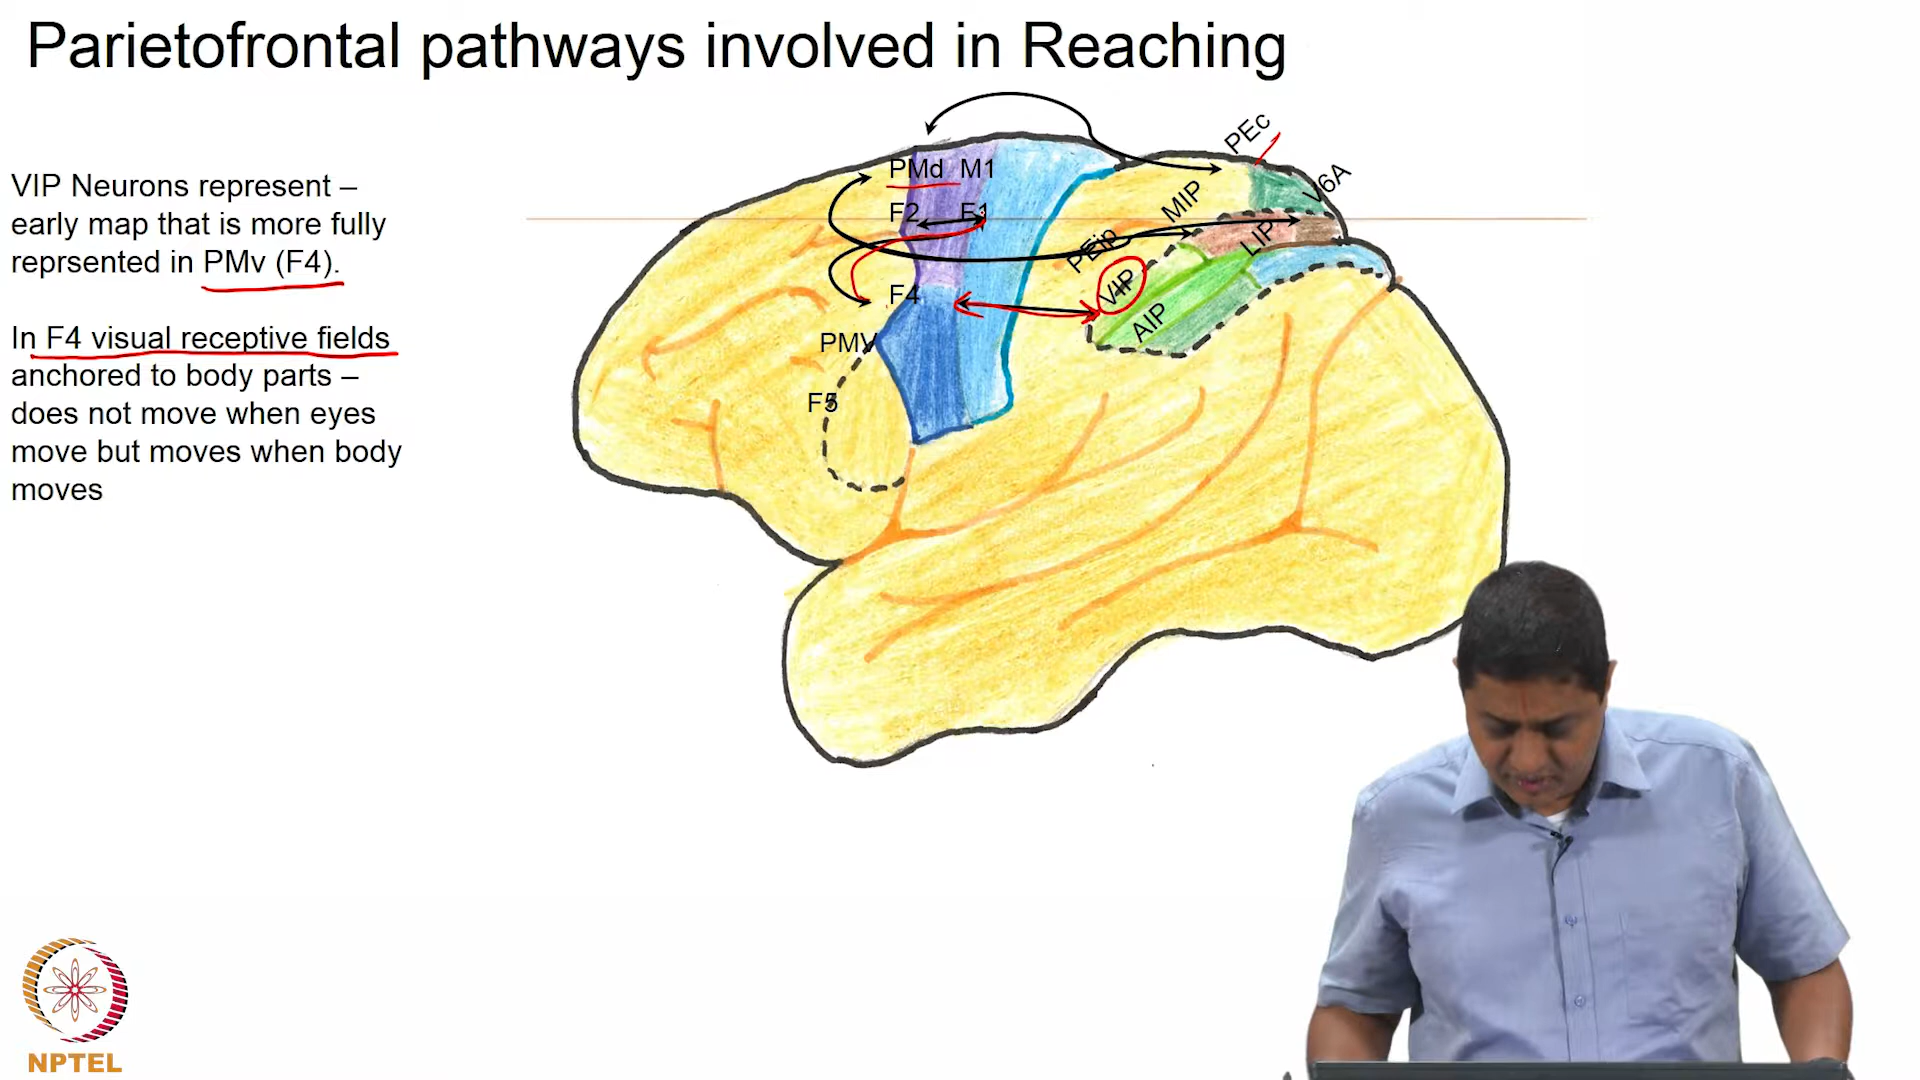 Parietofrontal pathways involved in Reaching
VIP Neurons represent –
early map that is more fully
reprsented in PMv (F4).
In F4 visual receptive fields
anchored to body parts –
does not move when eyes
move but moves when body
moves
PEc
V6A
PMd M1
MIP
F2 F1
LIP
PEip
VIP
F4
AIP
PMV
F5
NPTEL